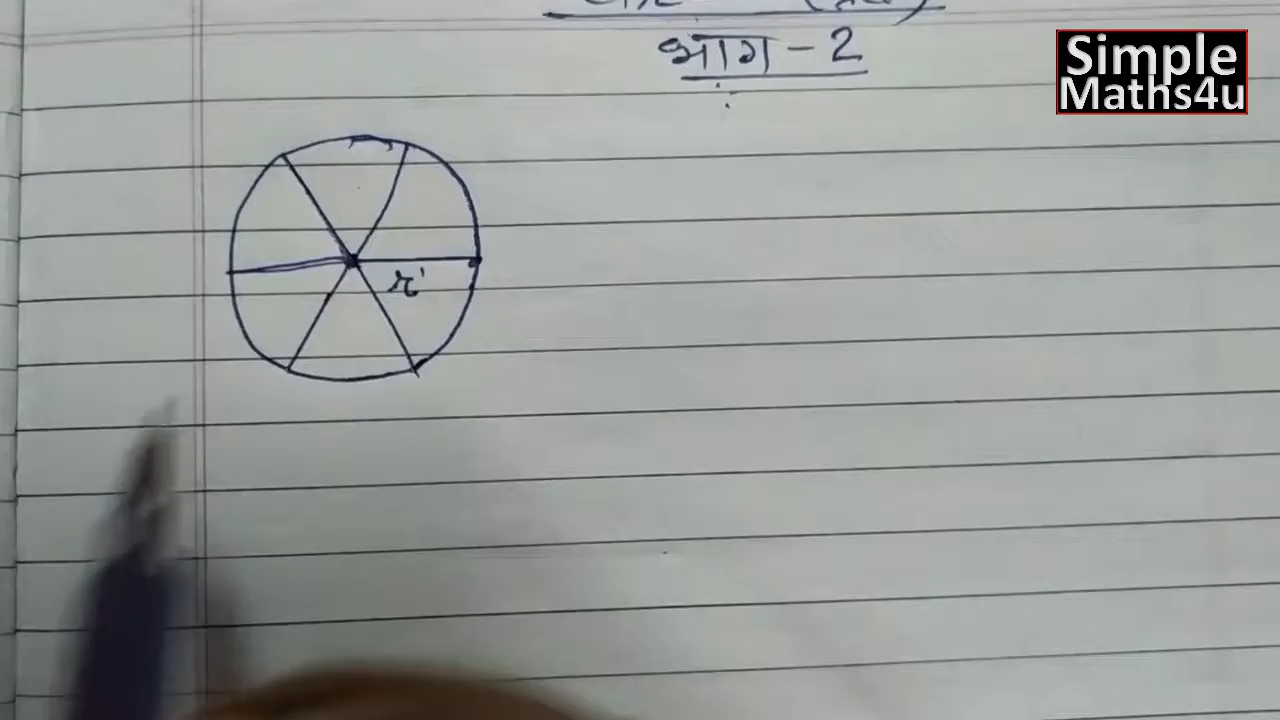 भाग - 2
Simple
Maths4u
r